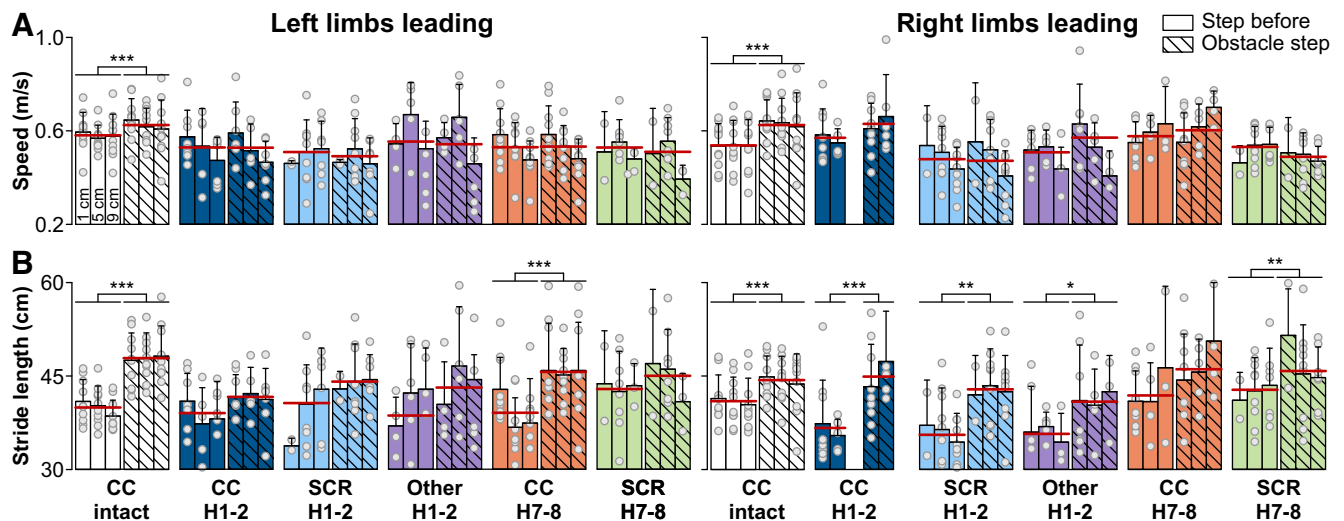 A
Left limbs leading
Right limbs leading
Step before
Obstacle step
Speed (m/s)
1.0
0.6
0.2
***
***
1 cm
5 cm
9 cm
B
Stride length (cm)
60
45
30
***
***
***
***
**
*
**
CC intact
CC H1-2
SCR H1-2
Other H1-2
CC H7-8
SCR H7-8
CC intact
CC H1-2
SCR H1-2
Other H1-2
CC H7-8
SCR H7-8